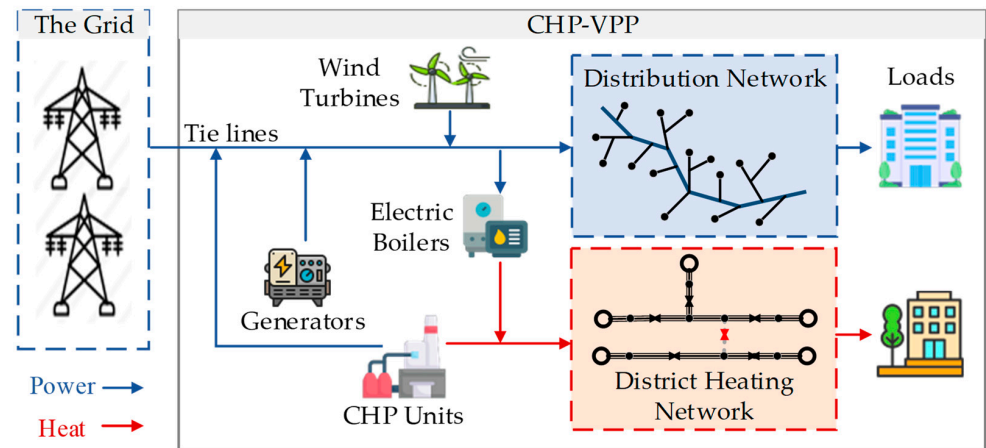 The Grid
CHP-VPP
Wind
Turbines
Distribution Network
Loads
Tie lines
Electric
Boilers
Generators
CHP Units
District Heating
Network
Power
Heat